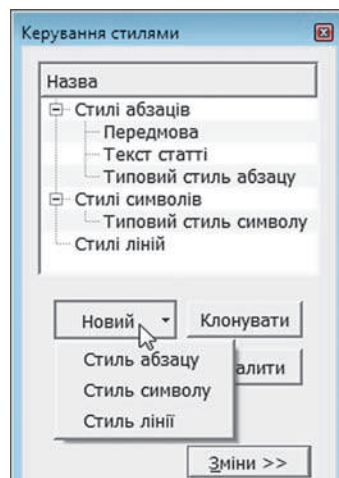 Керування стилями
Назва
Стилі абзаців
Передмова
Текст статті
Типовий стиль абзацу
Стилі символів
Типовий стиль символу
Стилі ліній
Новий Клонувати
Стиль абзацу алити
Стиль символу
Стиль лінії
Зміни >>